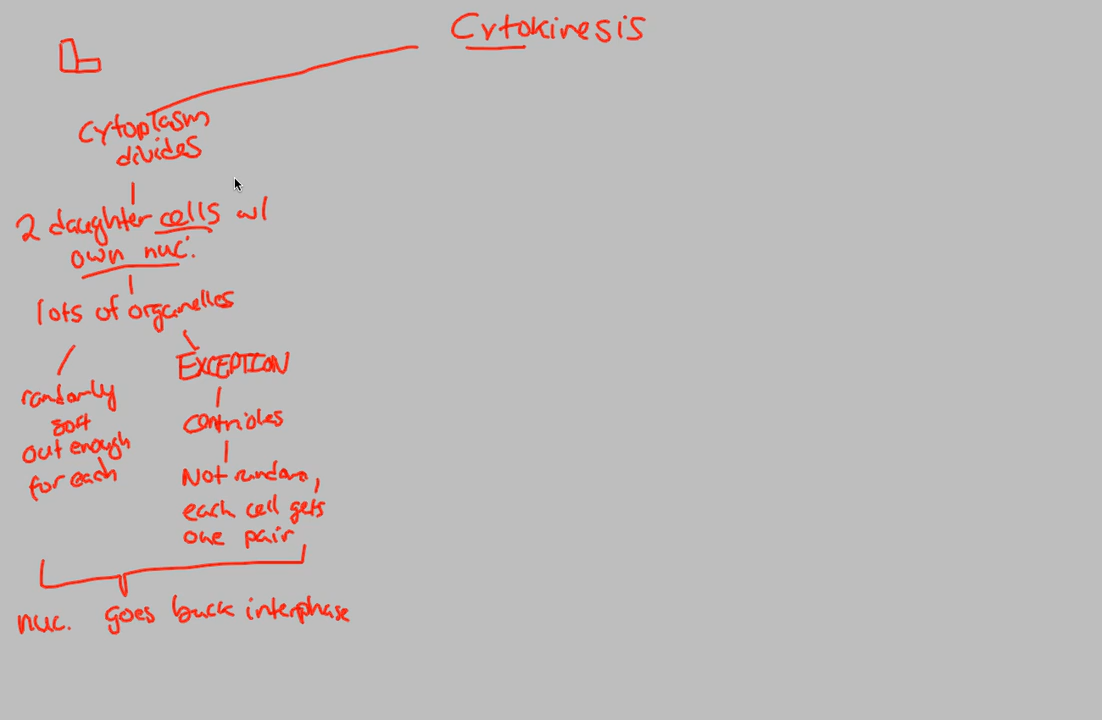 Cytokinesis
Cytoplasm
divides
2 daughter cells w/
own nuc.
lots of organelles
randomly
sort
out enough
for each
EXCEPTION
Centrioles
Not random,
each cell gets
one pair
nuc. goes back interphase